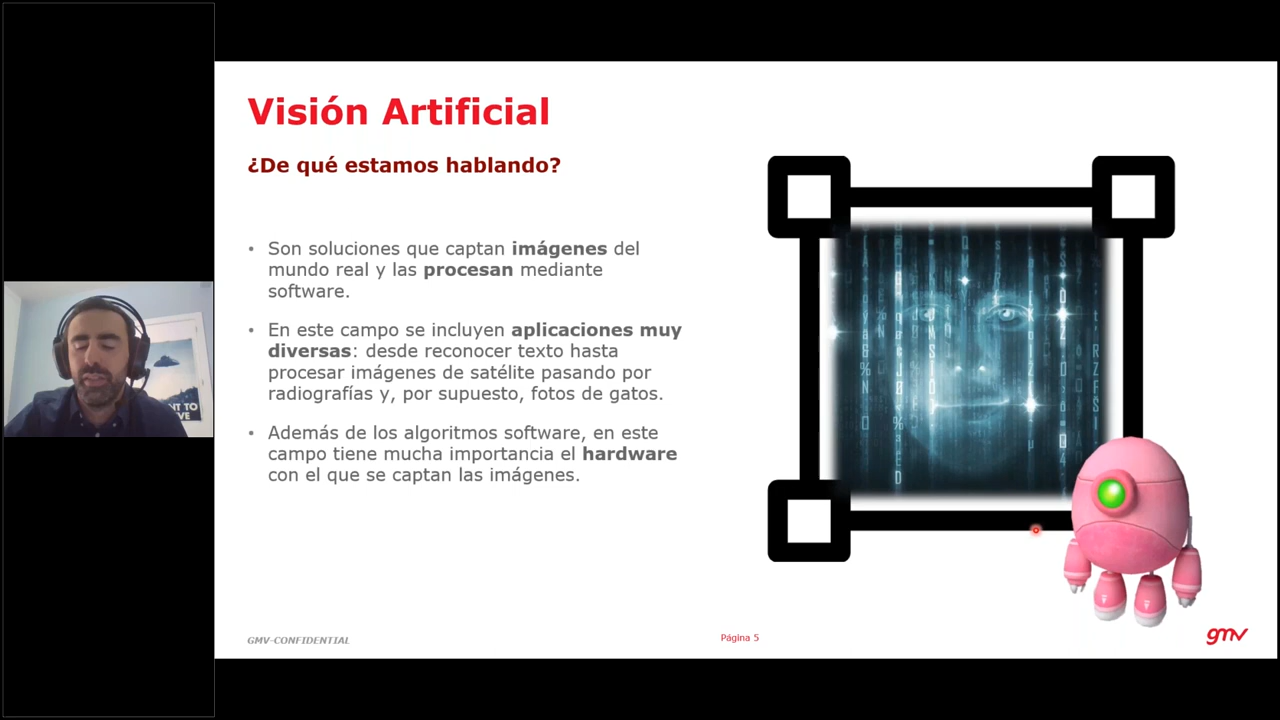 Visión Artificial
¿De qué estamos hablando?
• Son soluciones que captan imágenes del
mundo real y las procesan mediante
software.
• En este campo se incluyen aplicaciones muy
diversas: desde reconocer texto hasta
procesar imágenes de satélite pasando por
radiografías y, por supuesto, fotos de gatos.
• Además de los algoritmos software, en este
campo tiene mucha importancia el hardware
con el que se captan las imágenes.
GMV-CONFIDENTIAL
Página 5
gmv
NT TO